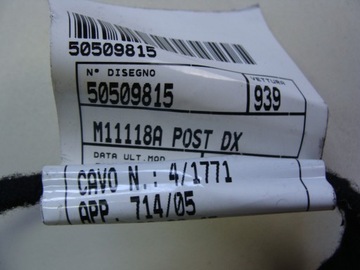 50509815
N° DISEGNO
VETTURA
50509815
939
M11118A POST DX
DATA ULT.MOD
CAVO N.: 4/1771
APP. 714/05